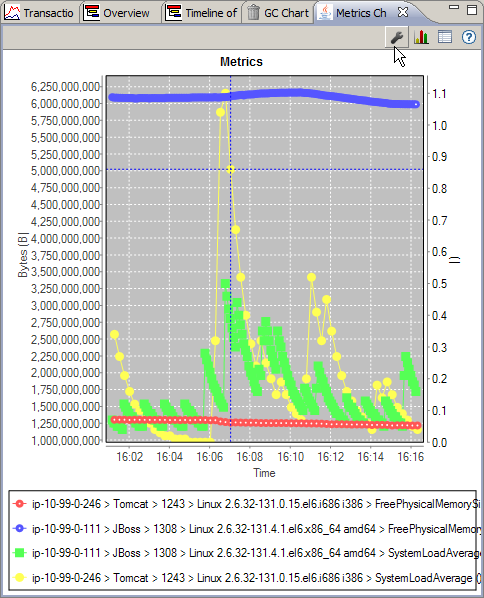 Transactio Overview Timeline of GC Chart Metrics Ch
Metrics
6,250,000,000 1.1
6,000,000,000
5,750,000,000 1.0
5,500,000,000
5,250,000,000 0.9
5,000,000,000
4,750,000,000 0.8
4,500,000,000
4,250,000,000 0.7
4,000,000,000
3,750,000,000 0.6
3,500,000,000
3,250,000,000 0.5
3,000,000,000
2,750,000,000 0.4
2,500,000,000
2,250,000,000 0.3
2,000,000,000
1,750,000,000 0.2
1,500,000,000
1,250,000,000 0.1
1,000,000,000 0.0
Bytes [B]
()
16:02 16:04 16:06 16:08 16:10 16:12 16:14 16:16
Time
ip-10-99-0-246 > Tomcat > 1243 > Linux 2.6.32-131.0.15.el6.i686 i386 > FreePhysicalMemorySi
ip-10-99-0-111 > JBoss > 1308 > Linux 2.6.32-131.4.1.el6.x86_64 amd64 > FreePhysicalMemory
ip-10-99-0-111 > JBoss > 1308 > Linux 2.6.32-131.4.1.el6.x86_64 amd64 > SystemLoadAverage
ip-10-99-0-246 > Tomcat > 1243 > Linux 2.6.32-131.0.15.el6.i686 i386 > SystemLoadAverage ()